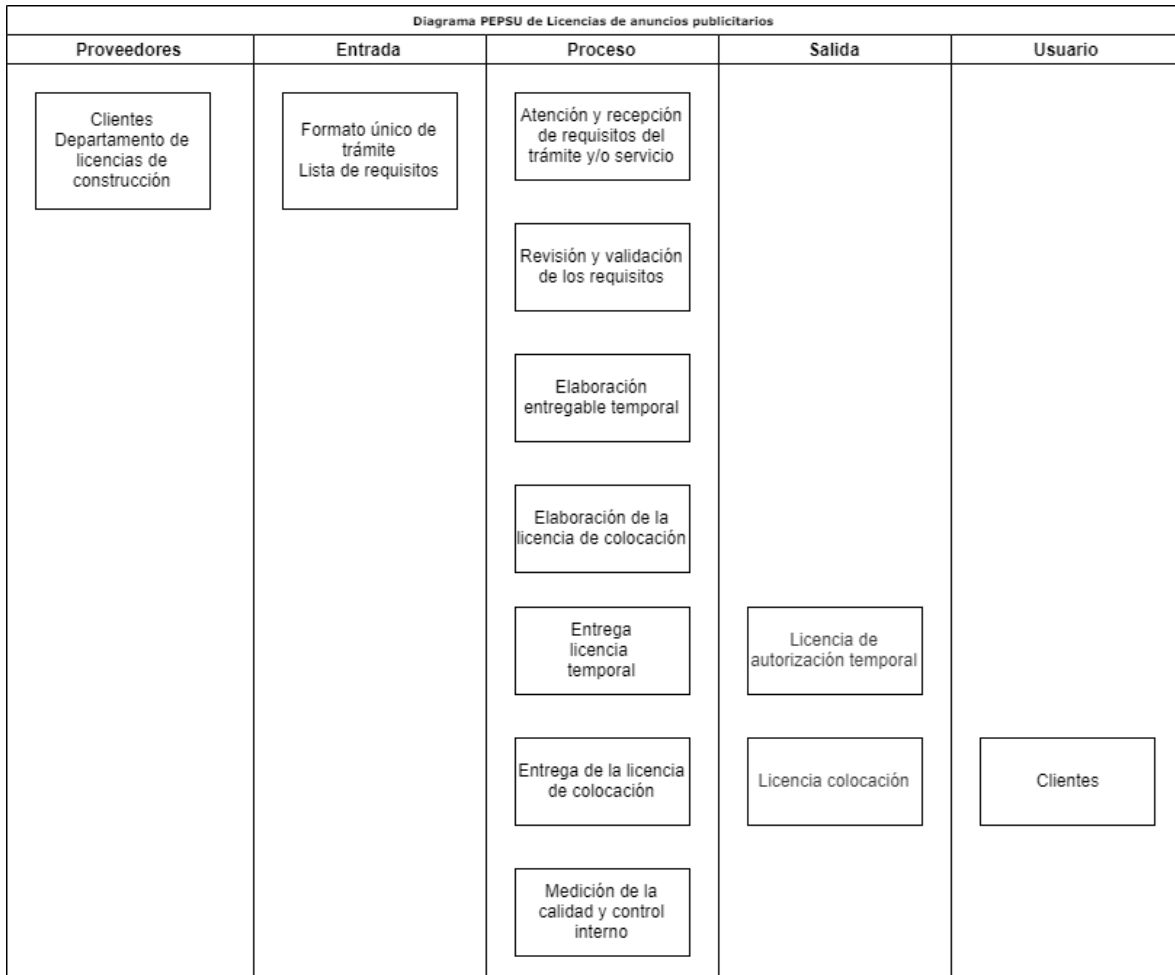 Diagrama PEPSU de Licencias de anuncios publicitarios
Proveedores
Entrada
Proceso
Salida
Usuario
Clientes
Departamento de
licencias de
construcción
Formato único de
trámite
Lista de requisitos
Atención y recepción
de requisitos del
trámite y/o servicio
Revisión y validación
de los requisitos
Elaboración
entregable temporal
Elaboración de la
licencia de colocación
Entrega
licencia
temporal
Licencia de
autorización temporal
Entrega de la licencia
de colocación
Licencia colocación
Clientes
Medición de la
calidad y control
interno